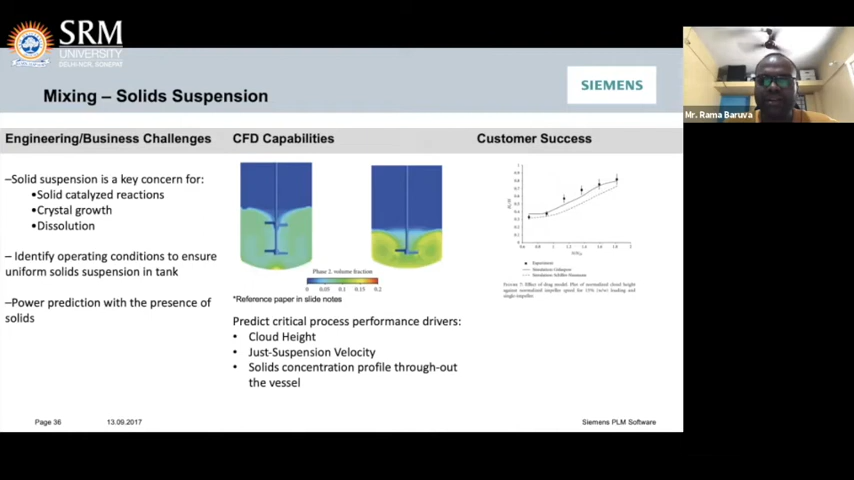 SRM
UNIVERSITY
DELHI-NCR, SONEPAT
Mr. Rama Baruva
SIEMENS
Mixing – Solids Suspension
Engineering/Business Challenges
CFD Capabilities
Customer Success
–Solid suspension is a key concern for:
•Solid catalyzed reactions
•Crystal growth
•Dissolution
– Identify operating conditions to ensure
uniform solids suspension in tank
–Power prediction with the presence of
solids
Phase 2. volume fraction
0 0.05 0.1 0.15 0.2
*Reference paper in slide notes
Predict critical process performance drivers:
• Cloud Height
• Just-Suspension Velocity
• Solids concentration profile through-out
the vessel
Experiment
Page 36
13.09.2017
Siemens PLM Software